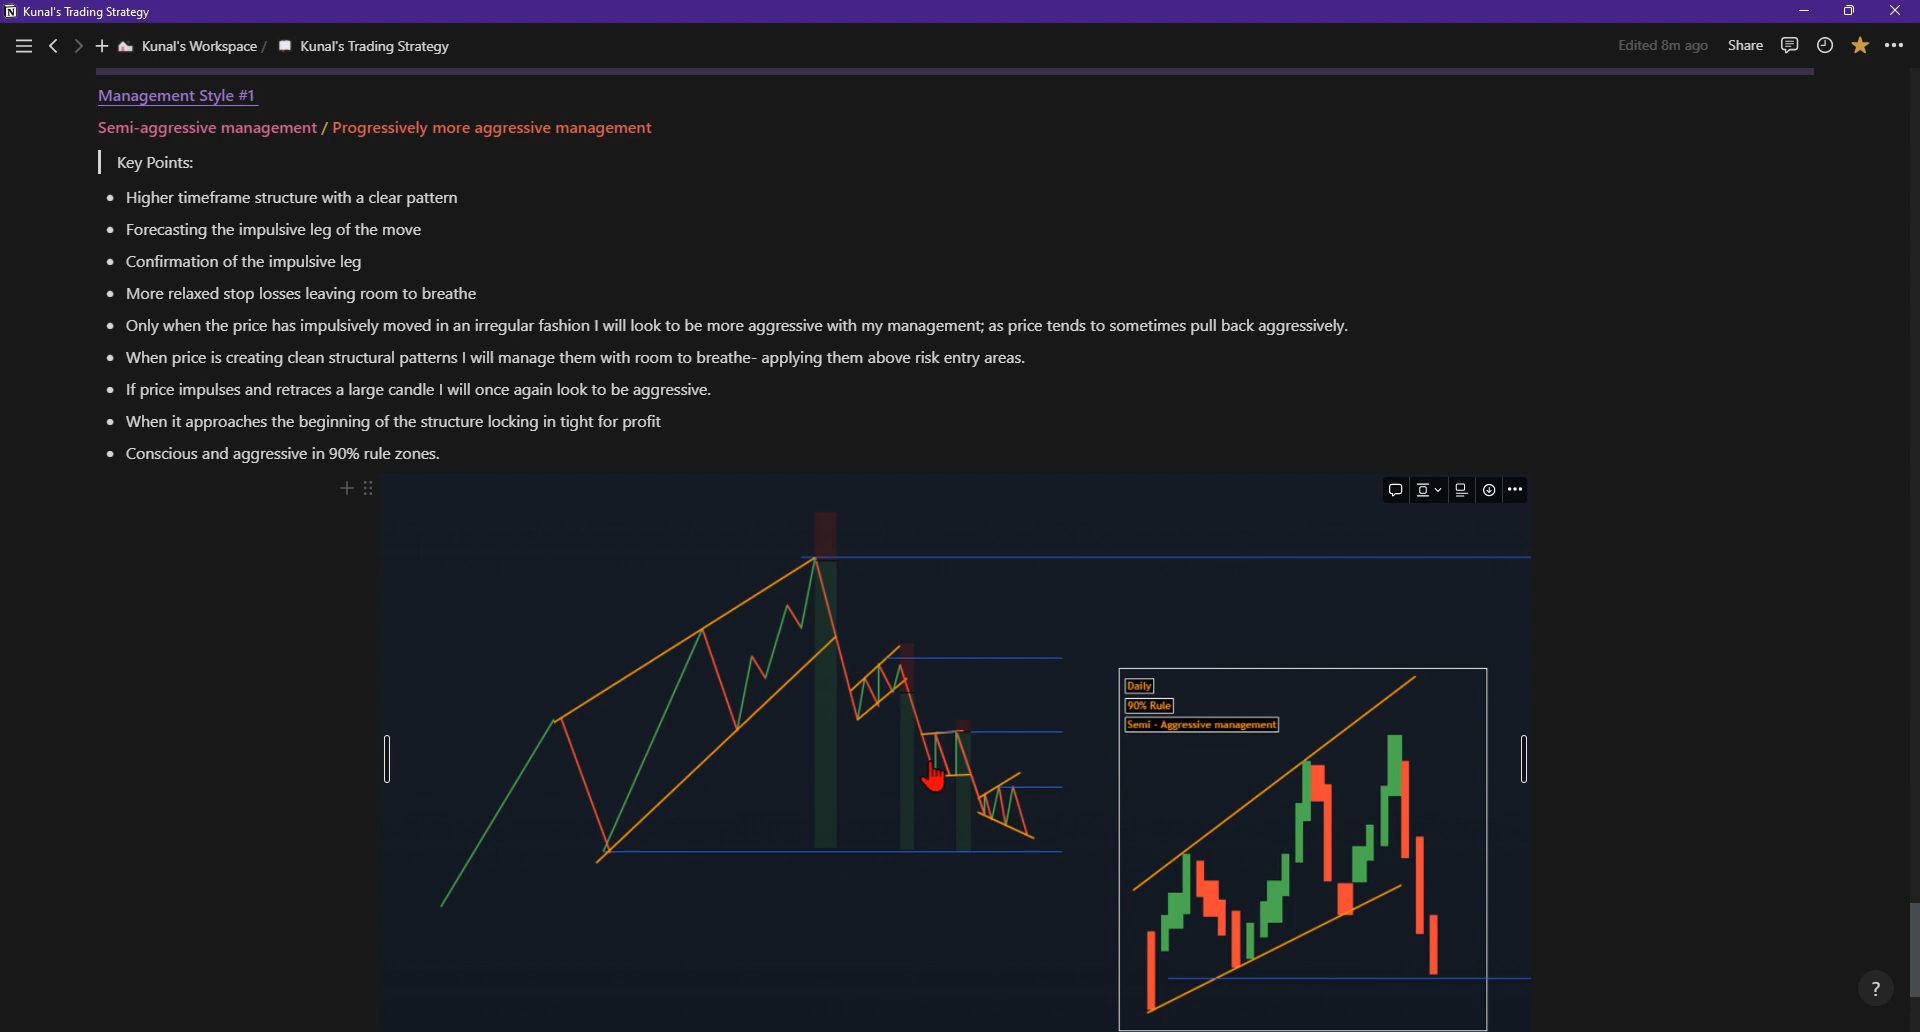 Kunal's Trading Strategy
Kunal's Workspace / Kunal's Trading Strategy
Edited 8m ago Share
Management Style #1
Semi-aggressive management / Progressively more aggressive management
Key Points:
• Higher timeframe structure with a clear pattern
• Forecasting the impulsive leg of the move
• Confirmation of the impulsive leg
• More relaxed stop losses leaving room to breathe
• Only when the price has impulsively moved in an irregular fashion I will look to be more aggressive with my management; as price tends to sometimes pull back aggressively.
• When price is creating clean structural patterns I will manage them with room to breathe- applying them above risk entry areas.
• If price impulses and retraces a large candle I will once again look to be aggressive.
• When it approaches the beginning of the structure locking in tight for profit
• Conscious and aggressive in 90% rule zones.
Daily
90% Rule
Semi - Aggressive management
?